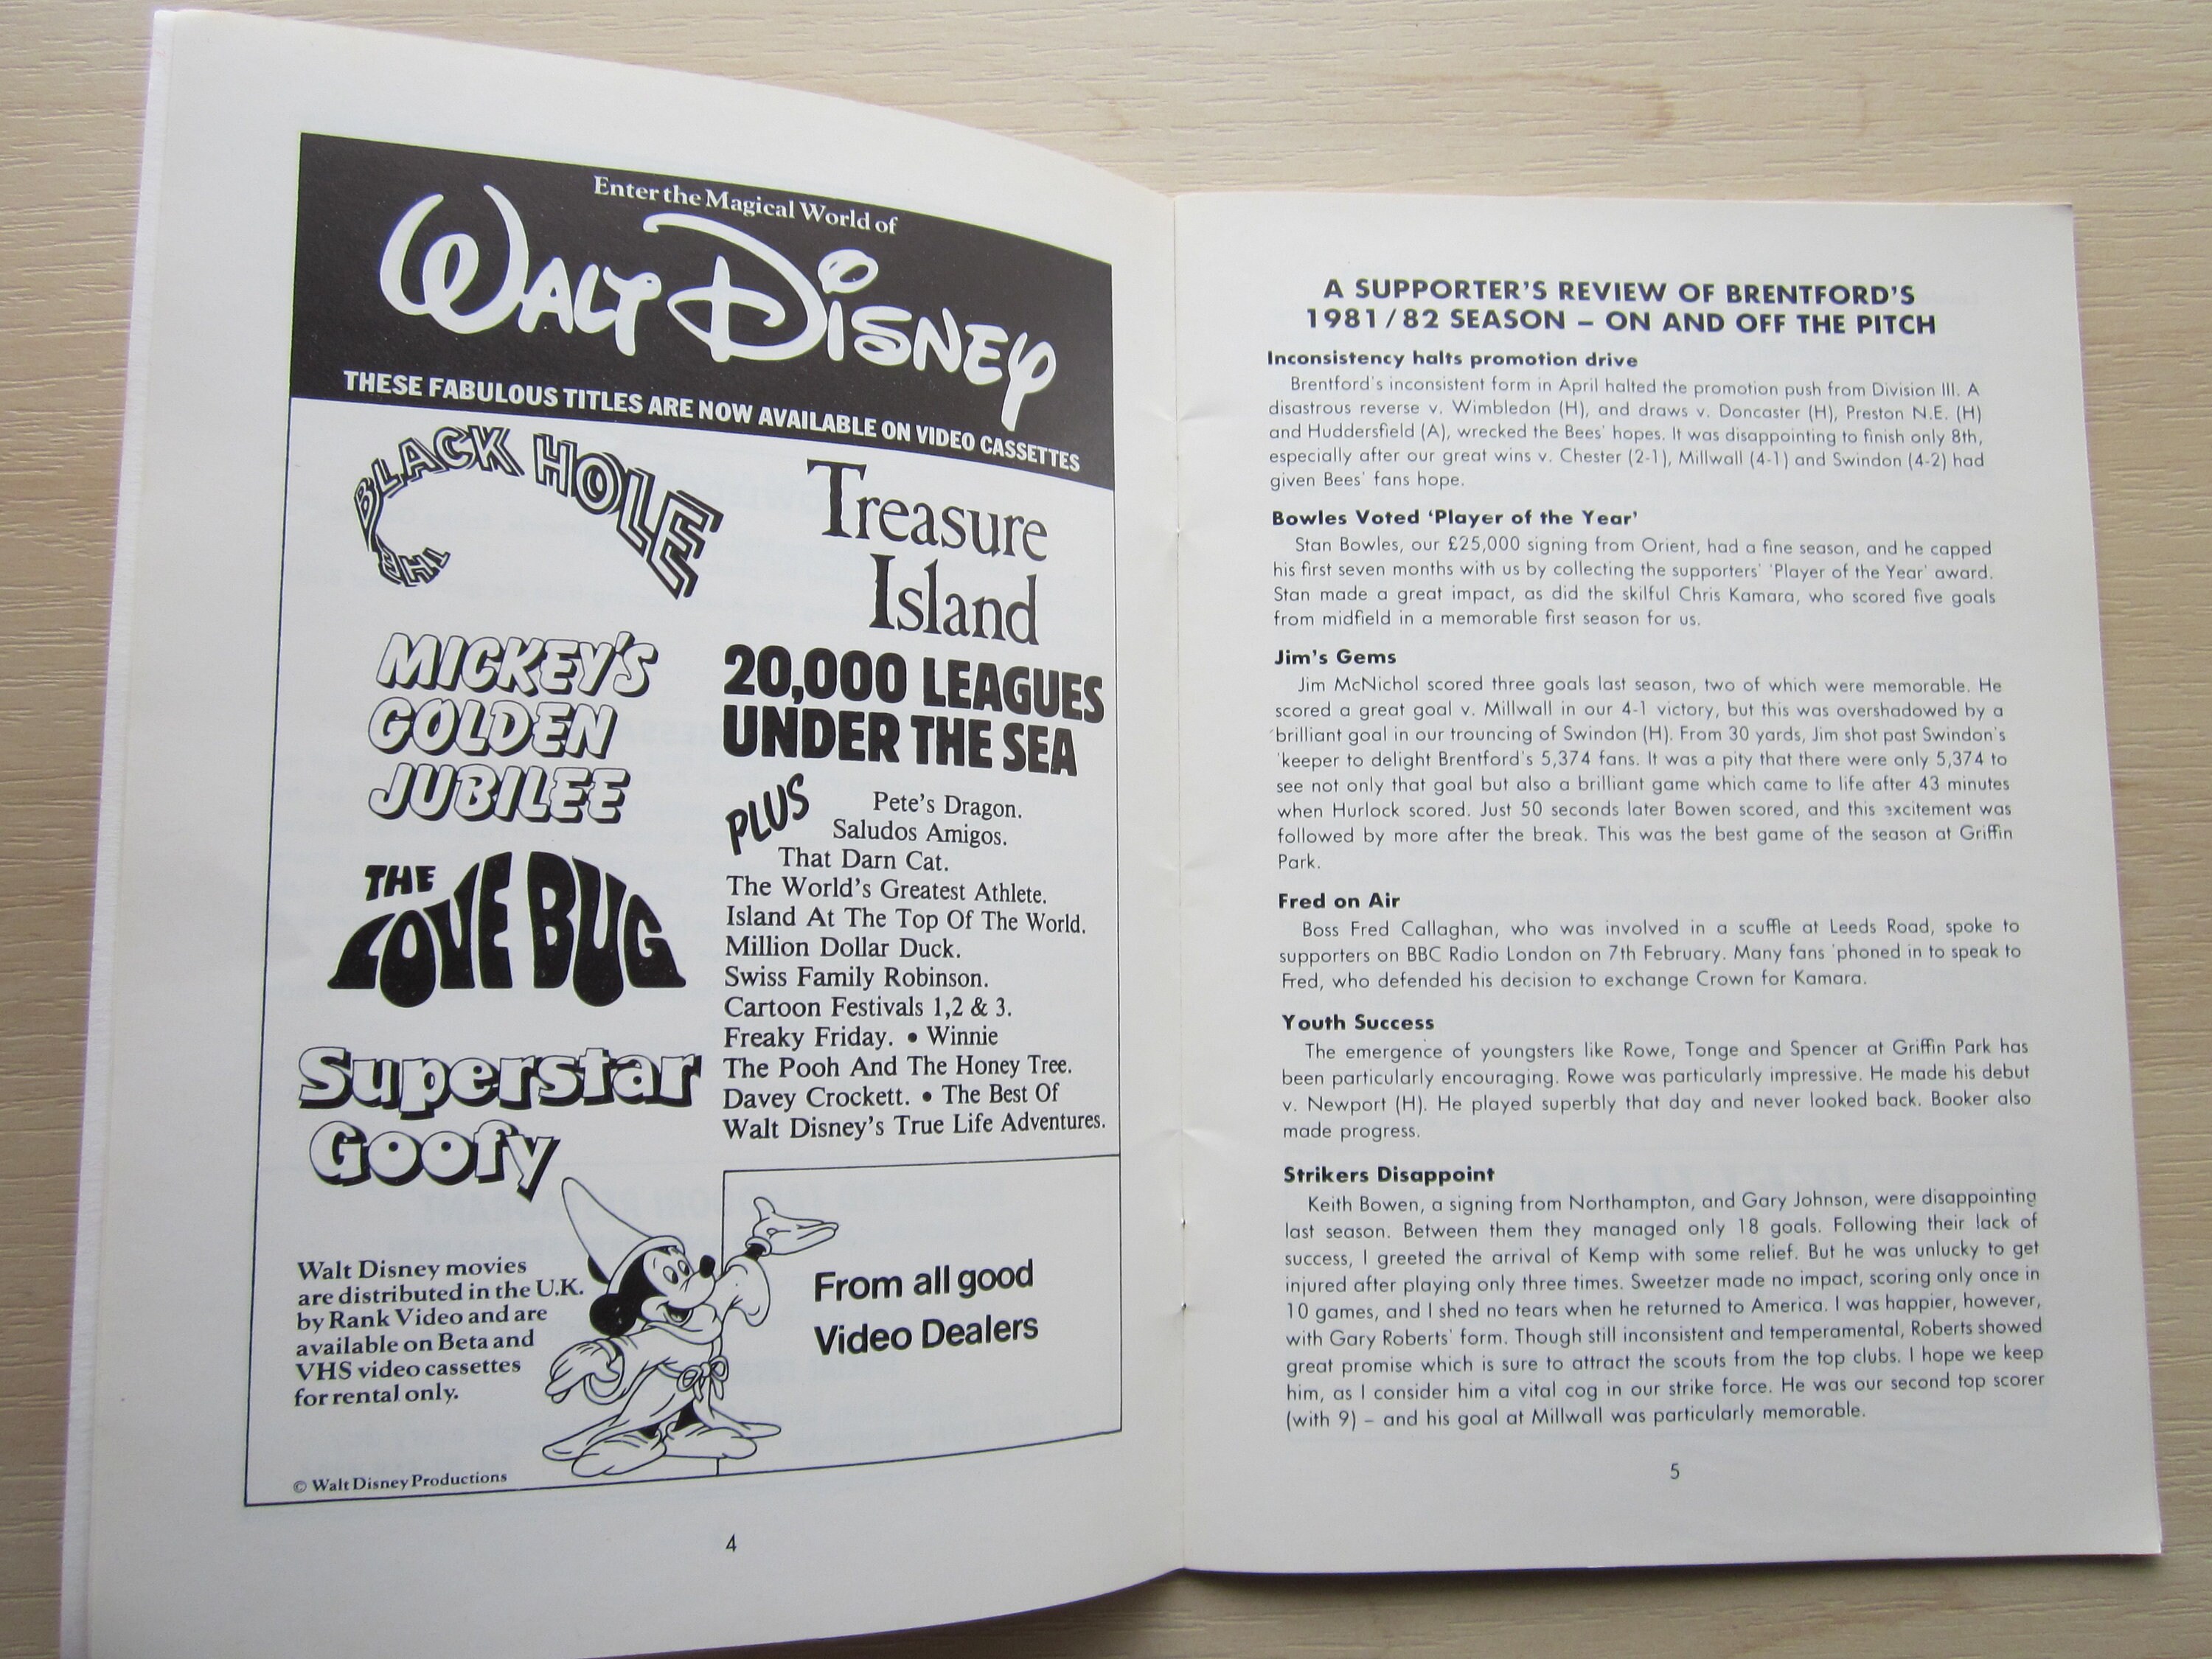 Enter the Magical World of
WALT DISNEY
THESE FABULOUS TITLES ARE NOW AVAILABLE ON VIDEO CASSETTES
THE BLACK HOLE
Treasure
Island
MICKEY'S
GOLDEN
JUBILEE
20,000 LEAGUES
UNDER THE SEA
THE
LOVE BUG
Superstar
Goofy
PLUS
Pete's Dragon.
Saludos Amigos.
That Darn Cat.
The World's Greatest Athlete.
Island At The Top Of The World.
Million Dollar Duck.
Swiss Family Robinson.
Cartoon Festivals 1,2 & 3.
Freaky Friday. • Winnie
The Pooh And The Honey Tree.
Davey Crockett. • The Best Of
Walt Disney's True Life Adventures.
Walt Disney movies
are distributed in the U.K.
by Rank Video and are
available on Beta and
VHS video cassettes
for rental only.
From all good
Video Dealers
© Walt Disney Productions
4
A SUPPORTER'S REVIEW OF BRENTFORD'S
1981/82 SEASON – ON AND OFF THE PITCH
Inconsistency halts promotion drive
Brentford's inconsistent form in April halted the promotion push from Division III. A
disastrous reverse v. Wimbledon (H), and draws v. Doncaster (H), Preston N.E. (H)
and Huddersfield (A), wrecked the Bees' hopes. It was disappointing to finish only 8th,
especially after our great wins v. Chester (2-1), Millwall (4-1) and Swindon (4-2) had
given Bees' fans hope.
Bowles Voted 'Player of the Year'
Stan Bowles, our £25,000 signing from Orient, had a fine season, and he capped
his first seven months with us by collecting the supporters' 'Player of the Year' award.
Stan made a great impact, as did the skilful Chris Kamara, who scored five goals
from midfield in a memorable first season for us.
Jim's Gems
Jim McNichol scored three goals last season, two of which were memorable. He
scored a great goal v. Millwall in our 4-1 victory, but this was overshadowed by a
brilliant goal in our trouncing of Swindon (H). From 30 yards, Jim shot past Swindon's
'keeper to delight Brentford's 5,374 fans. It was a pity that there were only 5,374 to
see not only that goal but also a brilliant game which came to life after 43 minutes
when Hurlock scored. Just 50 seconds later Bowen scored, and this excitement was
followed by more after the break. This was the best game of the season at Griffin
Park.
Fred on Air
Boss Fred Callaghan, who was involved in a scuffle at Leeds Road, spoke to
supporters on BBC Radio London on 7th February. Many fans 'phoned in to speak to
Fred, who defended his decision to exchange Crown for Kamara.
Youth Success
The emergence of youngsters like Rowe, Tonge and Spencer at Griffin Park has
been particularly encouraging. Rowe was particularly impressive. He made his debut
v. Newport (H). He played superbly that day and never looked back. Booker also
made progress.
Strikers Disappoint
Keith Bowen, a signing from Northampton, and Gary Johnson, were disappointing
last season. Between them they managed only 18 goals. Following their lack of
success, I greeted the arrival of Kemp with some relief. But he was unlucky to get
injured after playing only three times. Sweetzer made no impact, scoring only once in
10 games, and I shed no tears when he returned to America. I was happier, however,
with Gary Roberts' form. Though still inconsistent and temperamental, Roberts showed
great promise which is sure to attract the scouts from the top clubs. I hope we keep
him, as I consider him a vital cog in our strike force. He was our second top scorer
(with 9) – and his goal at Millwall was particularly memorable.
5